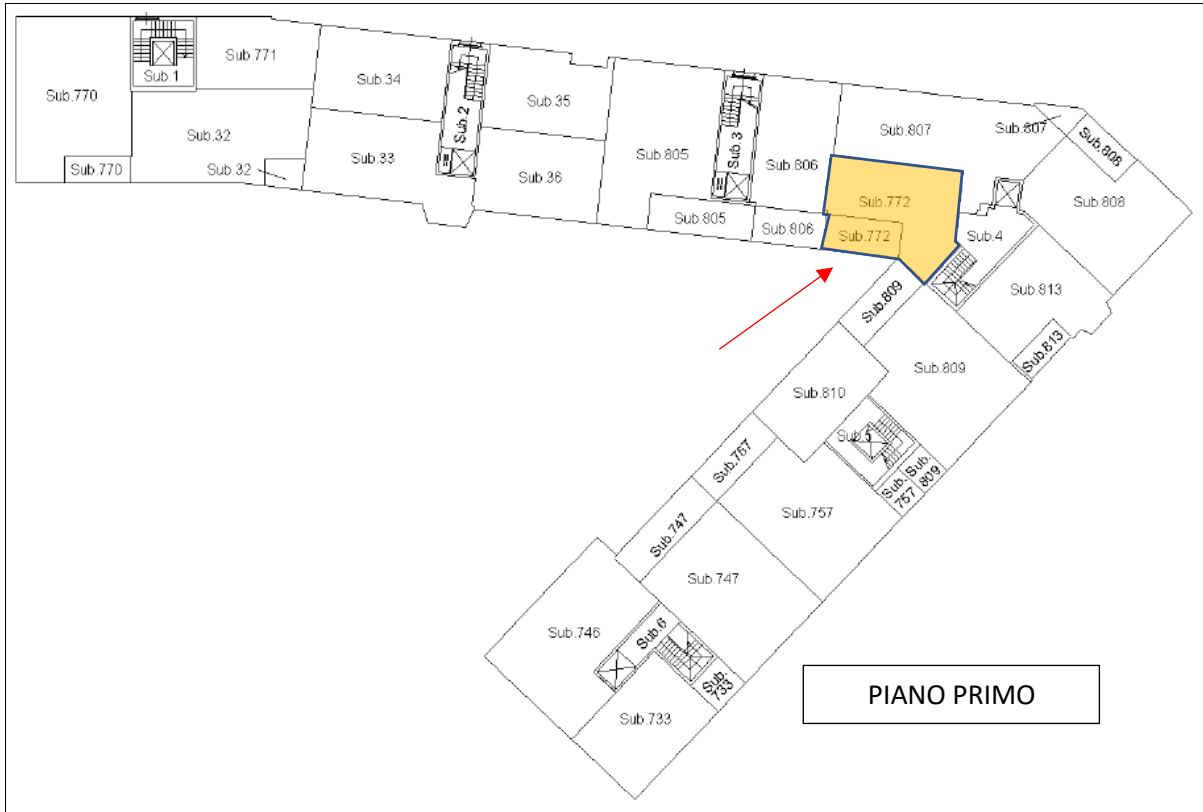 Sub.770
Sub.1
Sub.771
Sub.34
Sub.2
Sub.35
Sub.3
Sub.807
Sub.807
Sub.808
Sub.32
Sub.33
Sub.36
Sub.805
Sub.806
Sub.808
Sub.770
Sub.32
Sub.772
Sub.805
Sub.806
Sub.772
Sub.4
Sub.813
Sub.809
Sub.813
Sub.809
Sub.810
Sub.5
Sub.
809
Sub.
757
Sub.767
Sub.757
Sub.747
Sub.747
Sub.746
Sub.6
Sub.
733
Sub.733
PIANO PRIMO